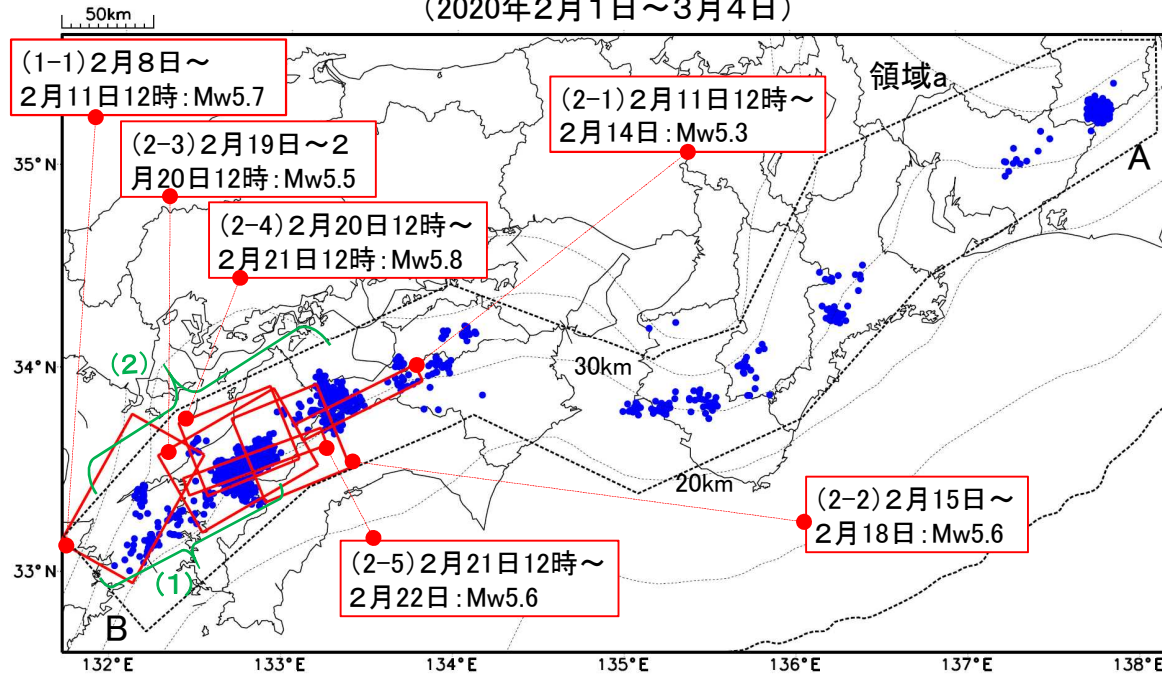 (2020年2月1日～3月4日)
50km
(1-1)2月8日～
2月11日12時:Mw5.7
(2-3)2月19日～2
月20日12時:Mw5.5
(2-4)2月20日12時～
2月21日12時:Mw5.8
(2-1)2月11日12時～
2月14日:Mw5.3
領域a
A
35°N
(2)
34°N
30km
20km
(2-2)2月15日～
2月18日:Mw5.6
(2-5)2月21日12時～
2月22日:Mw5.6
33°N
(1)
B
132°E
133°E
134°E
135°E
136°E
137°E
138°E